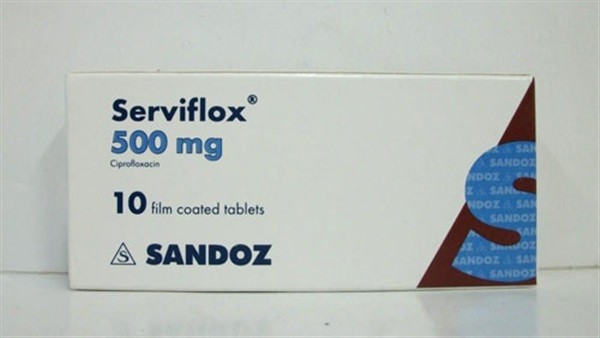 Serviflox®
500 mg
Ciprofloxacin
10 film coated tablets
S SANDOZ